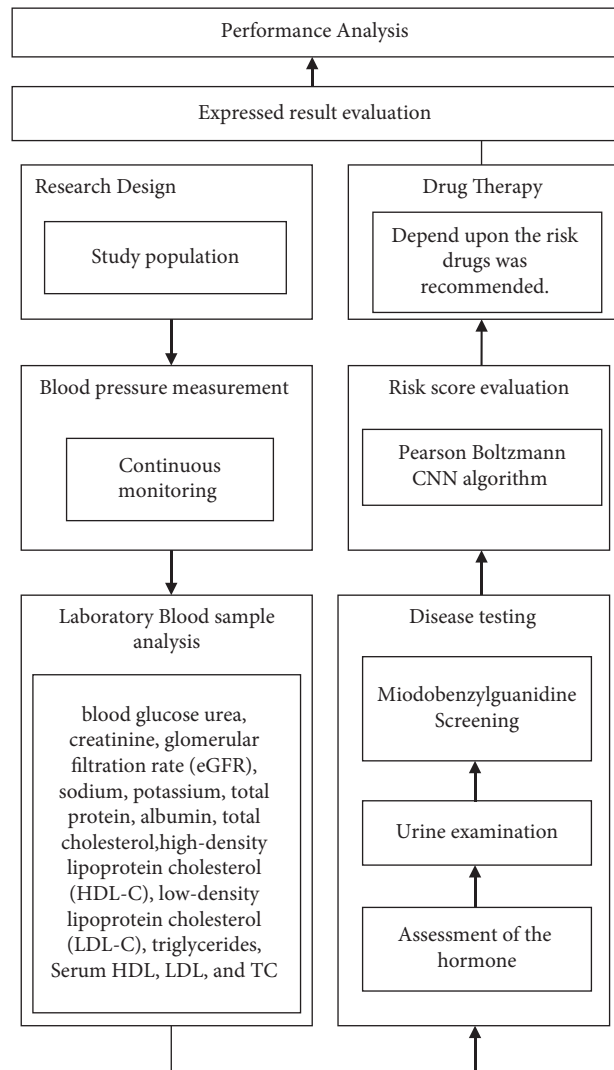 Performance Analysis
Expressed result evaluation
Research Design
Study population
Blood pressure measurement
Continuous
monitoring
Laboratory Blood sample
analysis
blood glucose urea,
creatinine, glomerular
filtration rate (eGFR),
sodium, potassium, total
protein, albumin, total
cholesterol,high-density
lipoprotein cholesterol
(HDL-C), low-density
lipoprotein cholesterol
(LDL-C), triglycerides,
Serum HDL, LDL, and TC
Drug Therapy
Depend upon the risk
drugs was
recommended.
Risk score evaluation
Pearson Boltzmann
CNN algorithm
Disease testing
Miodobenzylguanidine
Screening
Urine examination
Assessment of the
hormone